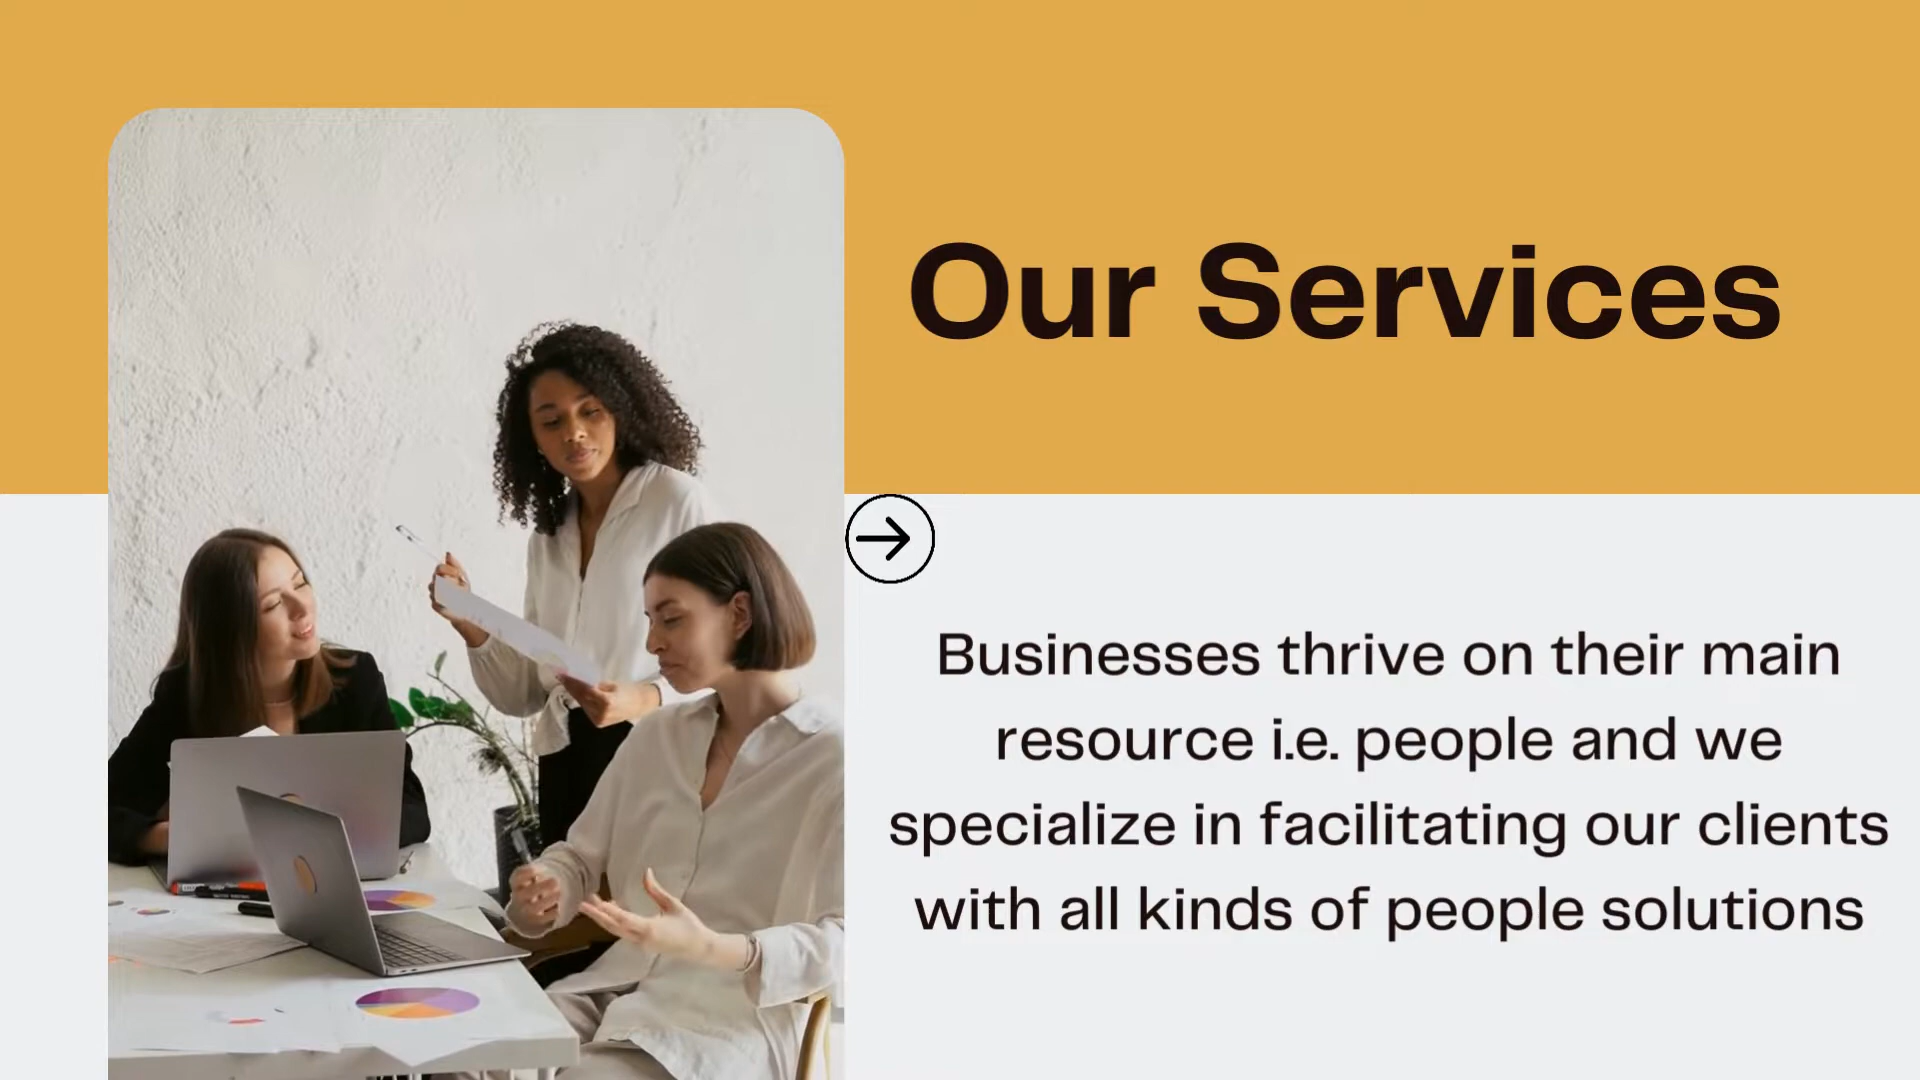 Our Services
Businesses thrive on their main
resource i.e. people and we
specialize in facilitating our clients
with all kinds of people solutions